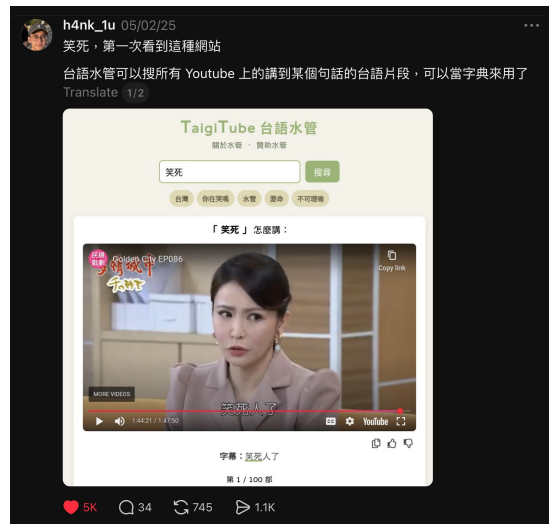 h4nk_1u 05/02/25
笑死，第一次看到這種網站
台語水管可以搜所有 Youtube 上的講到某個句話的台語片段，可以當字典來用了
Translate 1/2
TaigiTube 台語水管
關於水管 · 贊助水管
笑死 搜尋
台灣 你在哭嗎 水管 要命 不可理喻
「 笑死 」 怎麼講：
Golden City EP086
Copy link
MORE VIDEOS
笑死人了
1:44:21 / 1:47:50
CC YouTube
字幕：笑死人了
第 1 / 100 部
5K 34 745 1.1K